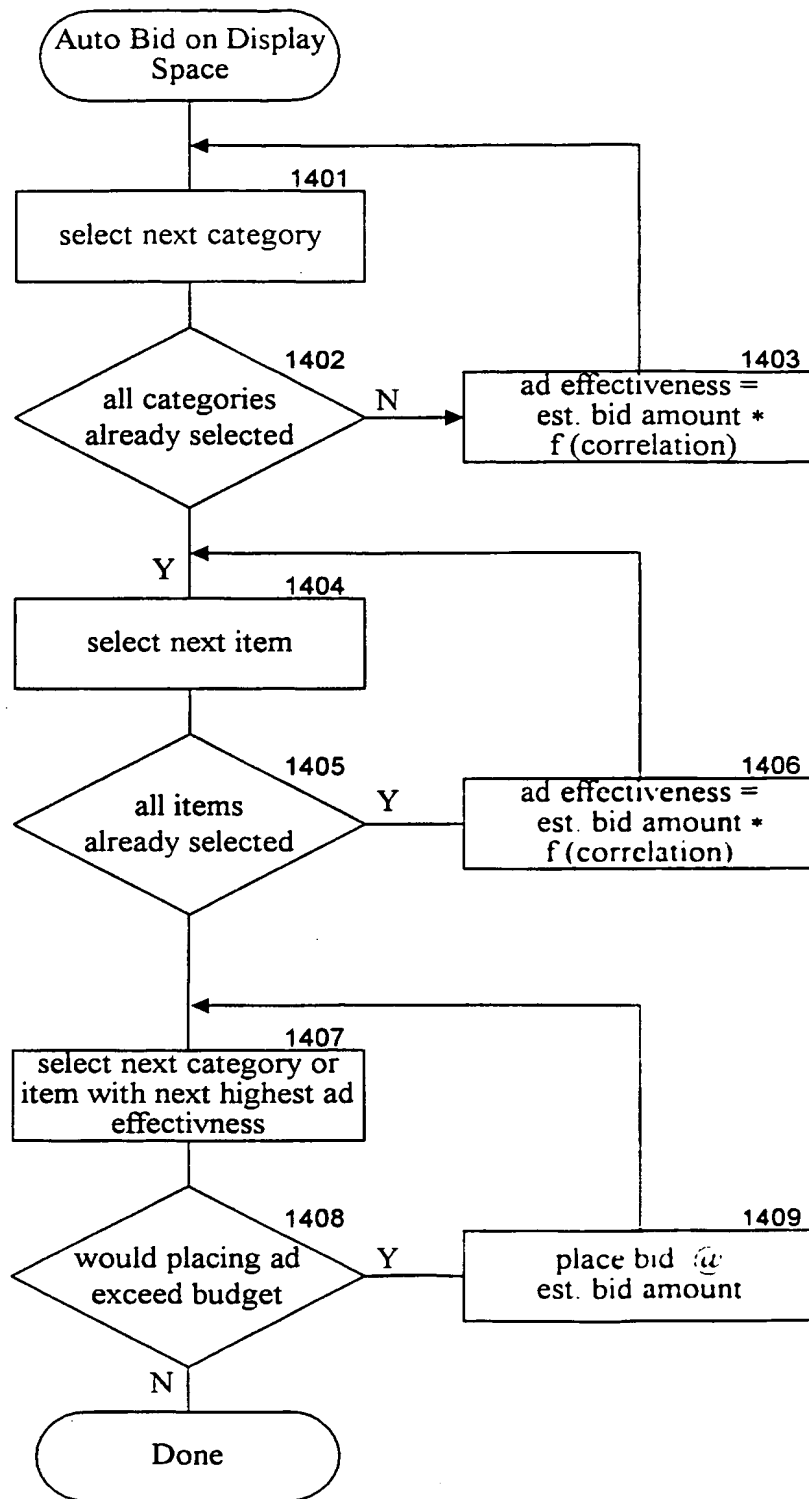 Auto Bid on Display
Space
1401
select next category
1402
all categories
already selected
N
1403
ad effectiveness =
est. bid amount *
f (correlation)
Y
1404
select next item
1405
all items
already selected
Y
1406
ad effectiveness =
est. bid amount *
f (correlation)
1407
select next category or
item with next highest ad
effectivness
1408
would placing ad
exceed budget
Y
1409
place bid @
est. bid amount
N
Done